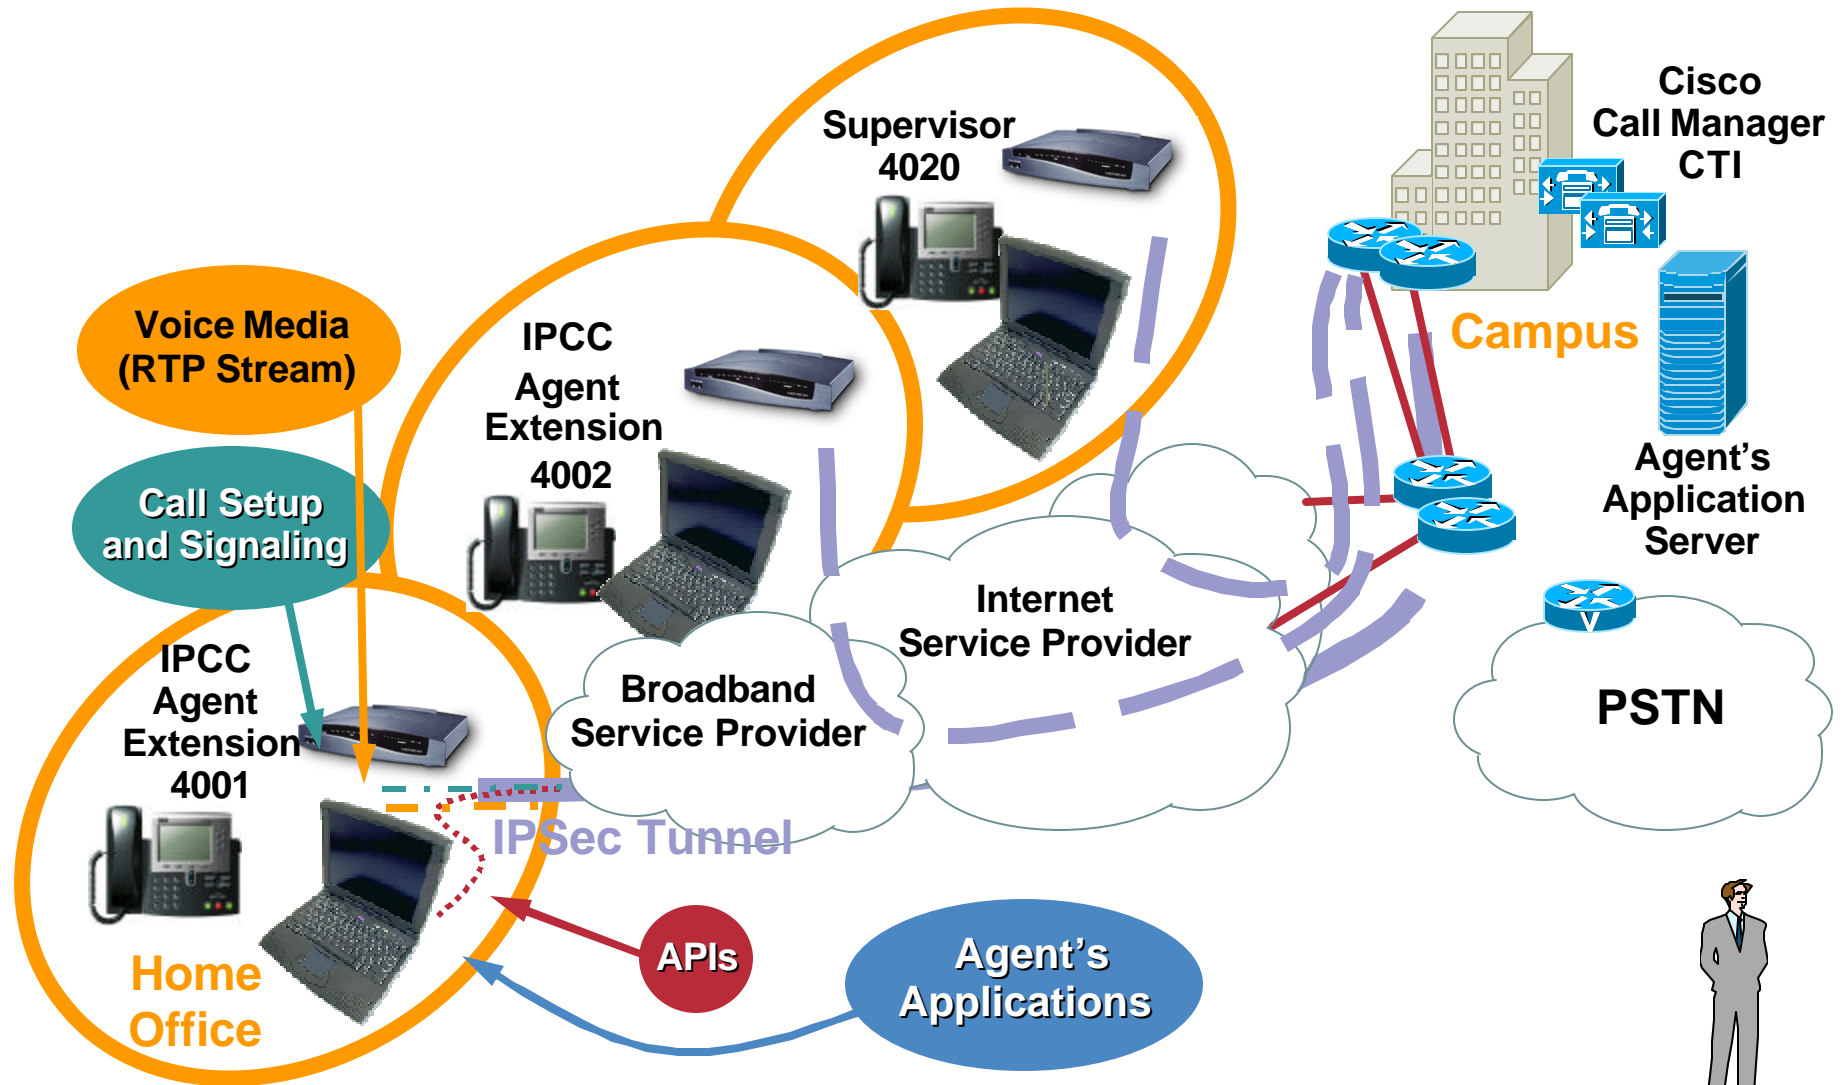 Supervisor
4020
Cisco
Call Manager
CTI
Voice Media
(RTP Stream)
IPCC
Agent
Extension
4002
Campus
Call Setup
and Signaling
Agent's
Application
Server
Internet
Service Provider
IPCC
Agent
Extension
4001
Broadband
Service Provider
V
PSTN
IPSec Tunnel
Home
Office
APIs
Agent's
Applications